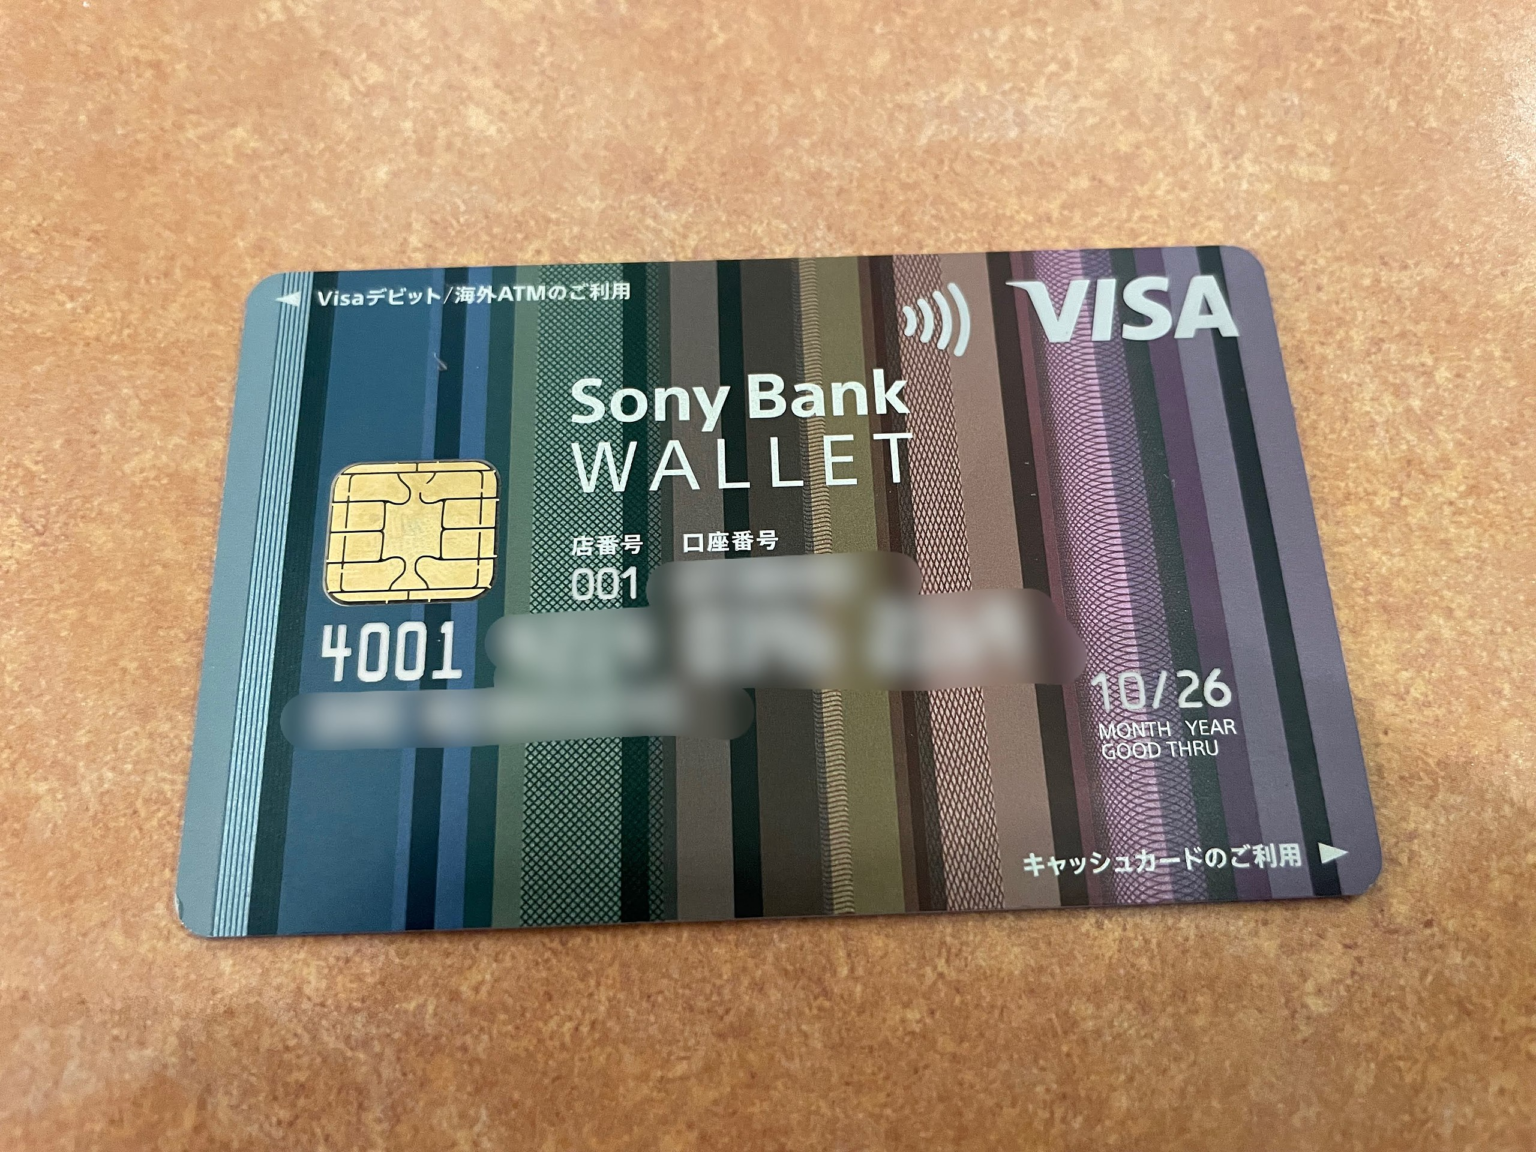 ◀ Visaデビット/海外ATMのご利用
VISA
Sony Bank
WALLET
店番号 口座番号
001
4001
10/26
MONTH YEAR
GOOD THRU
キャッシュカードのご利用 ▶